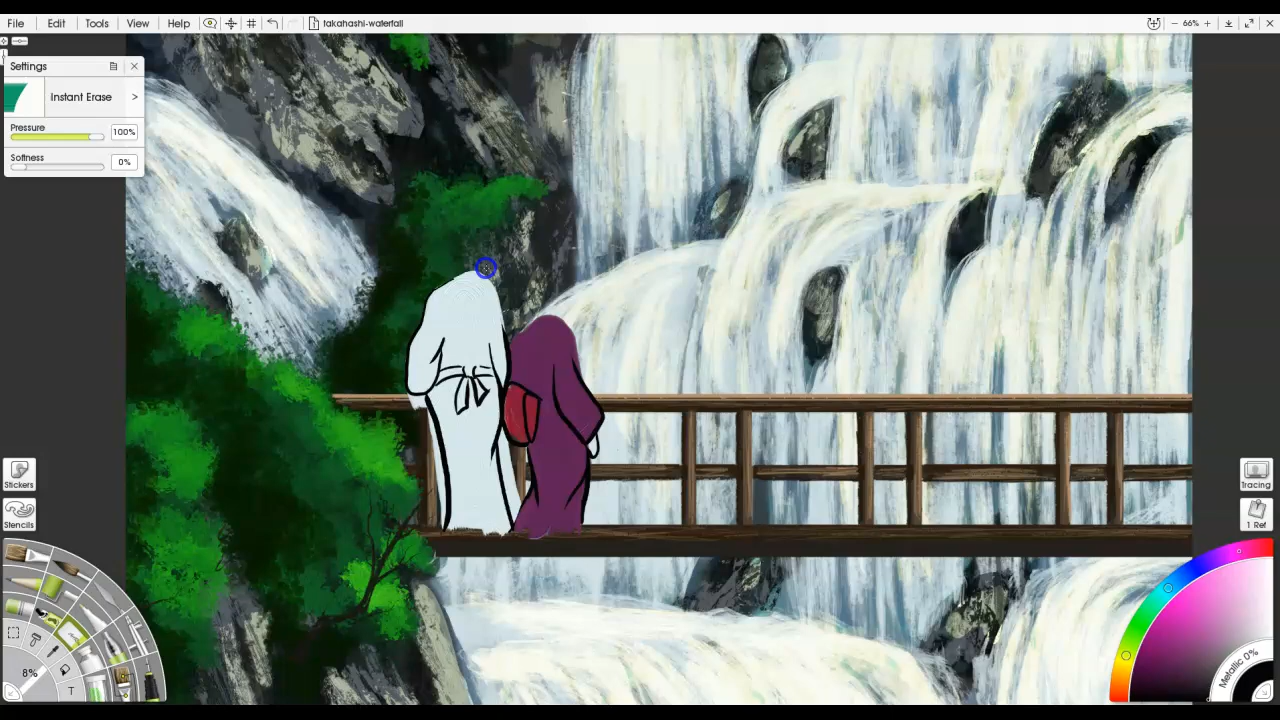 File Edit Tools View Help takahashi-waterfall 66%
Settings
Instant Erase >
Pressure 100%
Softness 0%
Stickers
Stencils
8%
T
Tracing
1 Ref
Metallic 0%